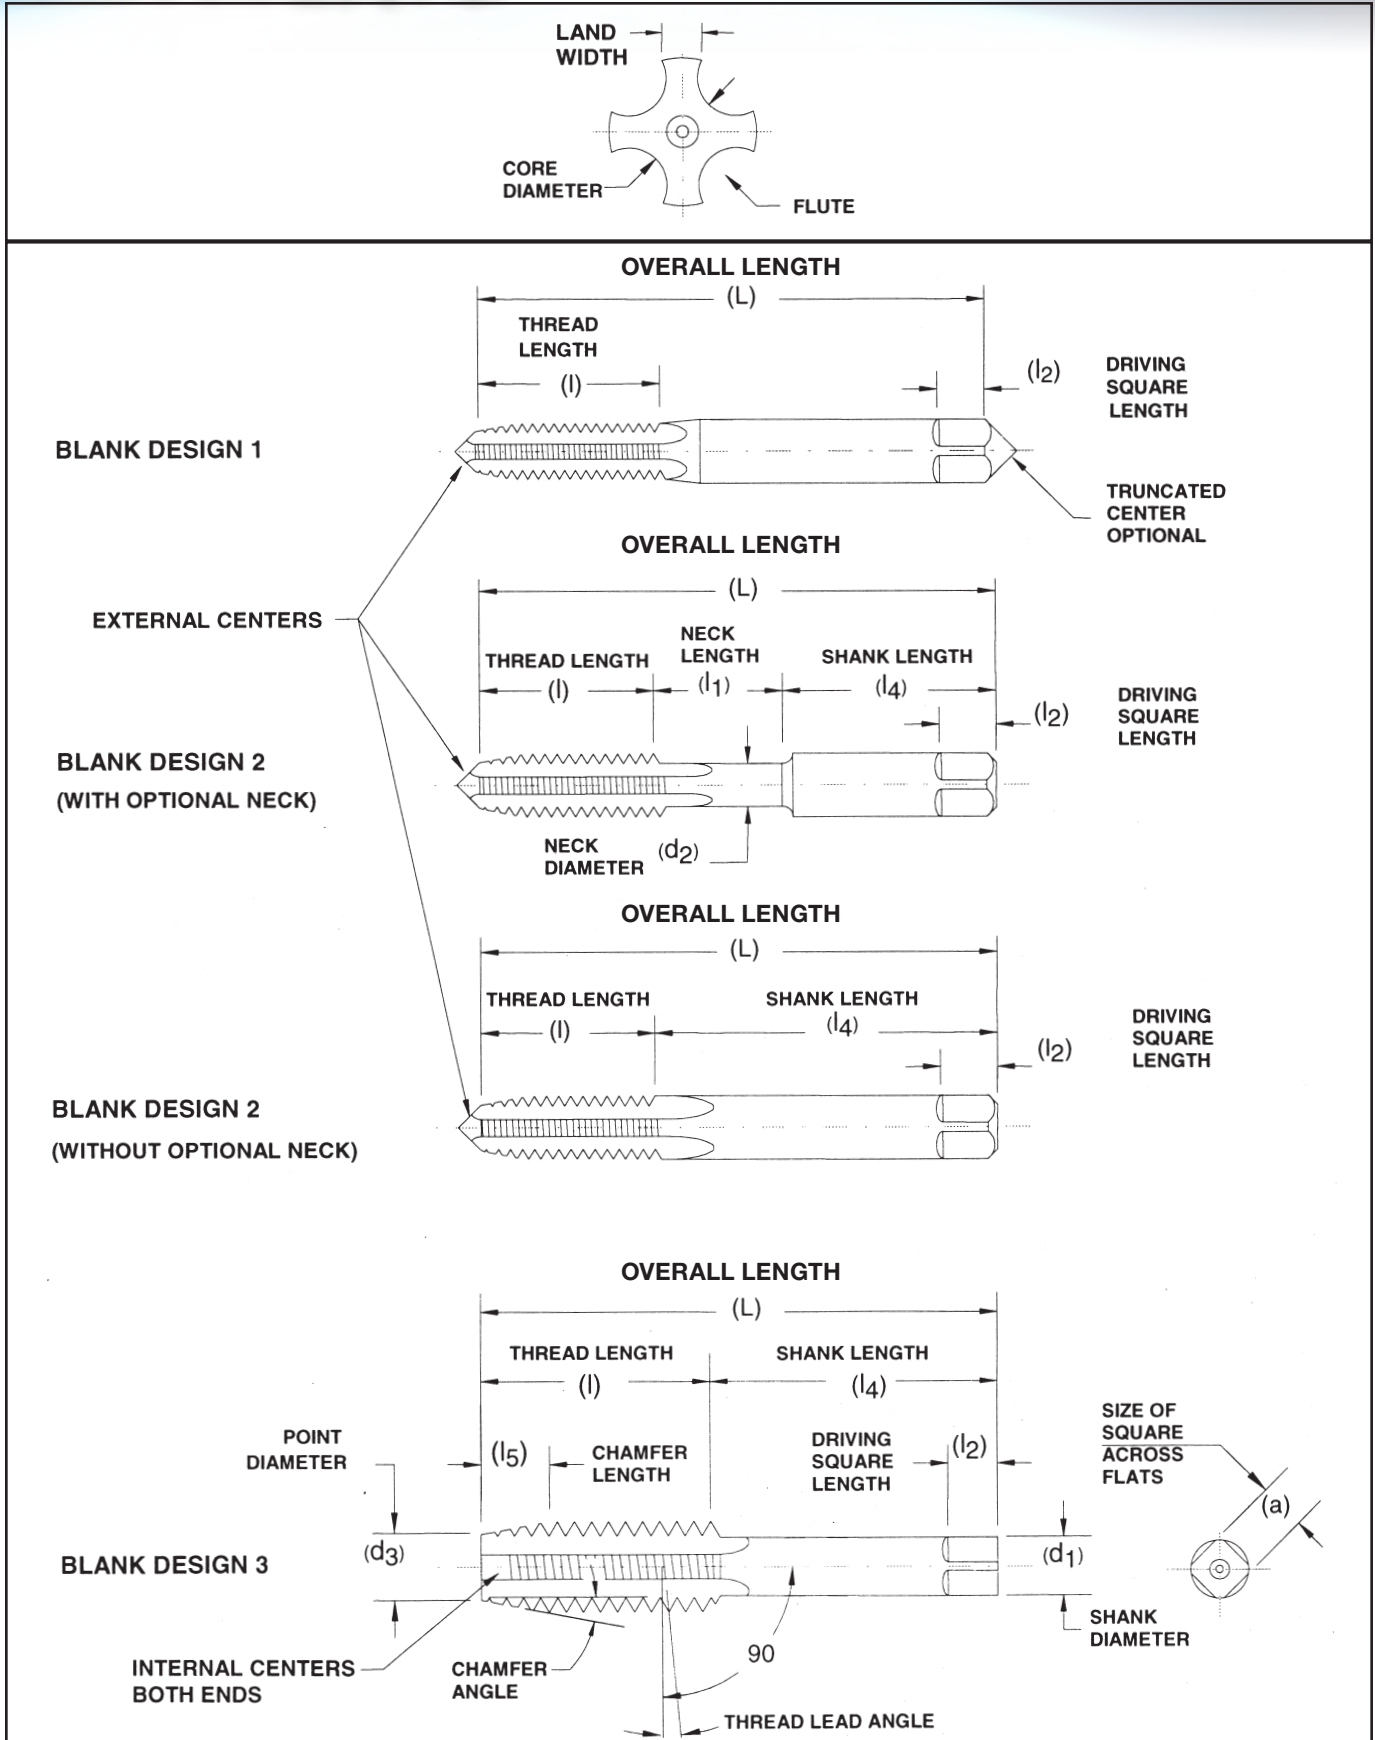 LAND
WIDTH
CORE
DIAMETER
FLUTE
OVERALL LENGTH
(L)
THREAD
LENGTH
(l)
(l2)
DRIVING
SQUARE
LENGTH
BLANK DESIGN 1
TRUNCATED
CENTER
OPTIONAL
EXTERNAL CENTERS
OVERALL LENGTH
(L)
THREAD LENGTH
(l)
NECK
LENGTH
(l1)
SHANK LENGTH
(l4)
(l2)
DRIVING
SQUARE
LENGTH
BLANK DESIGN 2
(WITH OPTIONAL NECK)
NECK
DIAMETER
(d2)
OVERALL LENGTH
(L)
THREAD LENGTH
(l)
SHANK LENGTH
(l4)
(l2)
DRIVING
SQUARE
LENGTH
BLANK DESIGN 2
(WITHOUT OPTIONAL NECK)
OVERALL LENGTH
(L)
THREAD LENGTH
(l)
SHANK LENGTH
(l4)
POINT
DIAMETER
(l5)
CHAMFER
LENGTH
DRIVING
SQUARE
LENGTH
(l2)
SIZE OF
SQUARE
ACROSS
FLATS
(a)
BLANK DESIGN 3
(d3)
(d1)
SHANK
DIAMETER
INTERNAL CENTERS
BOTH ENDS
CHAMFER
ANGLE
90
THREAD LEAD ANGLE